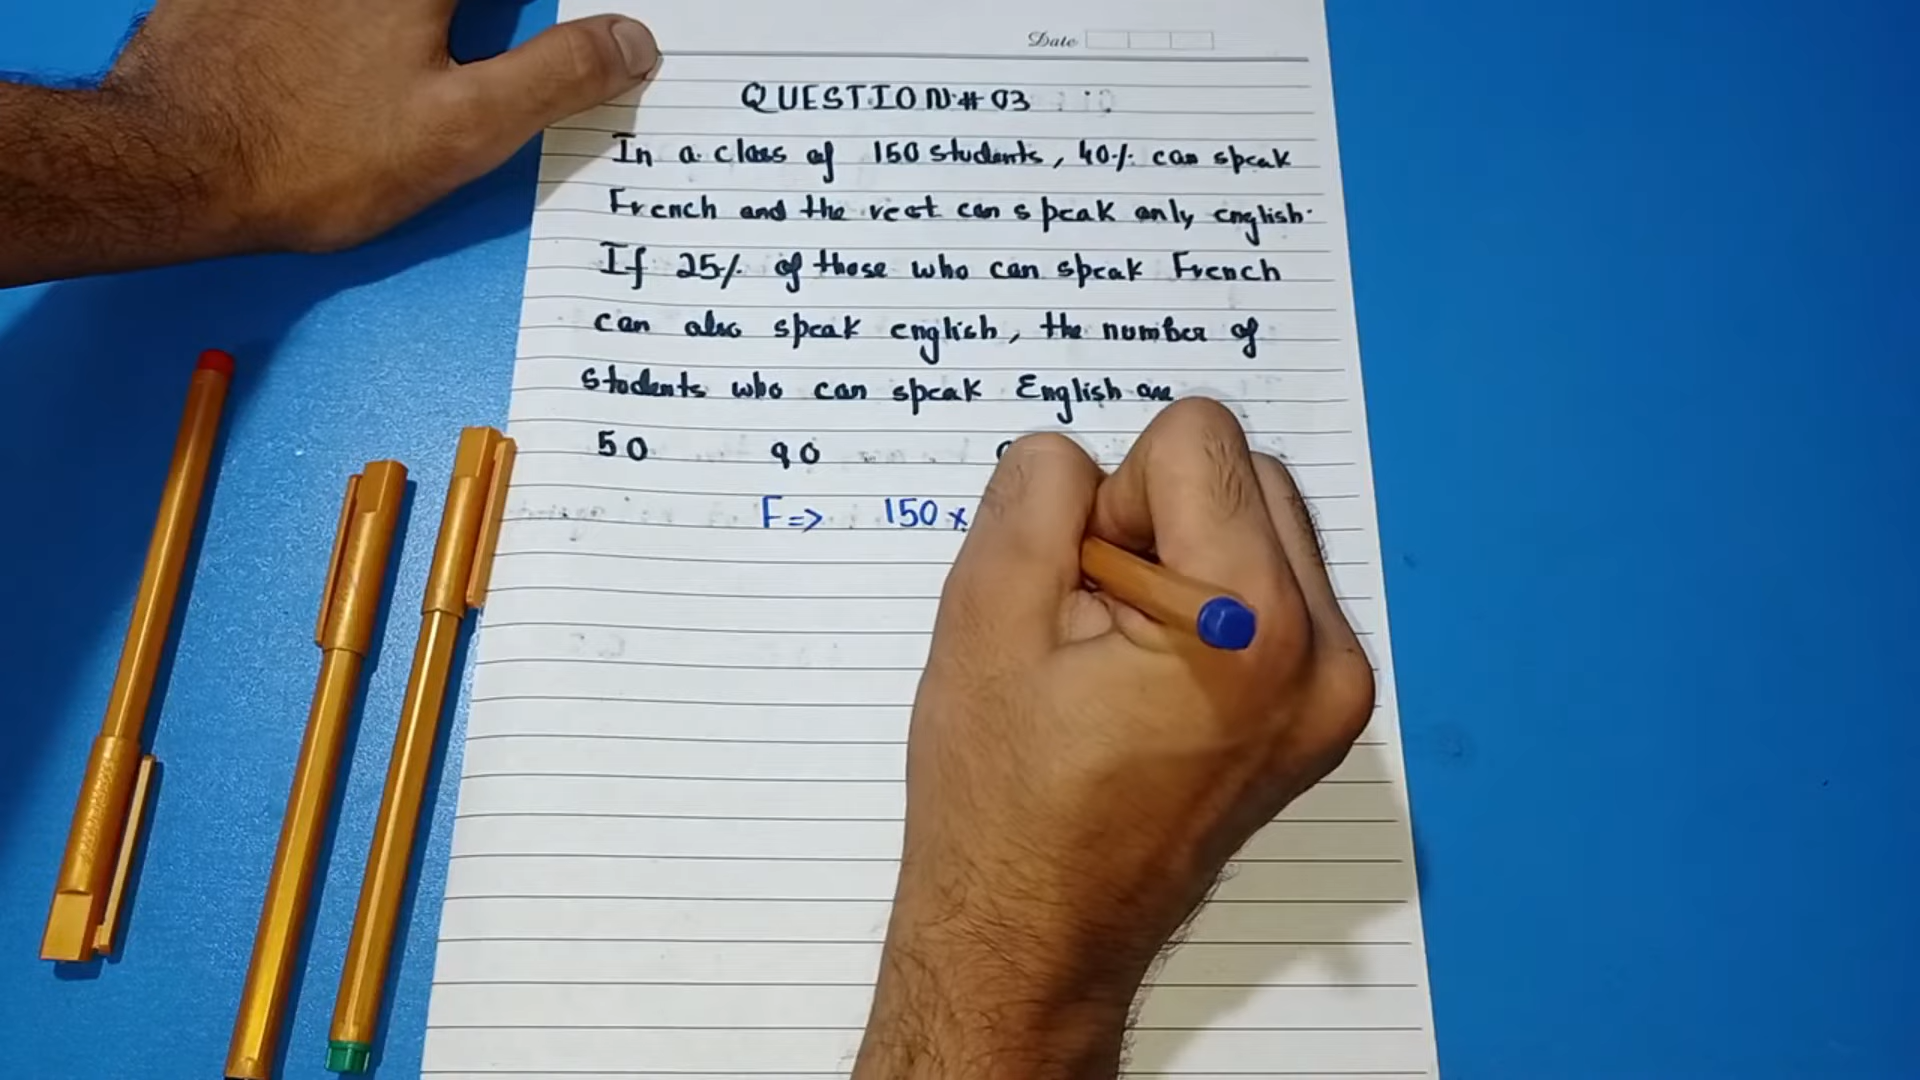 Date
QUESTION # 03
In a class of 150 students, 40% can speak
French and the rest can speak only english.
If 25% of those who can speak French
can also speak english, the number of
students who can speak English are
50 90
F => 150 x